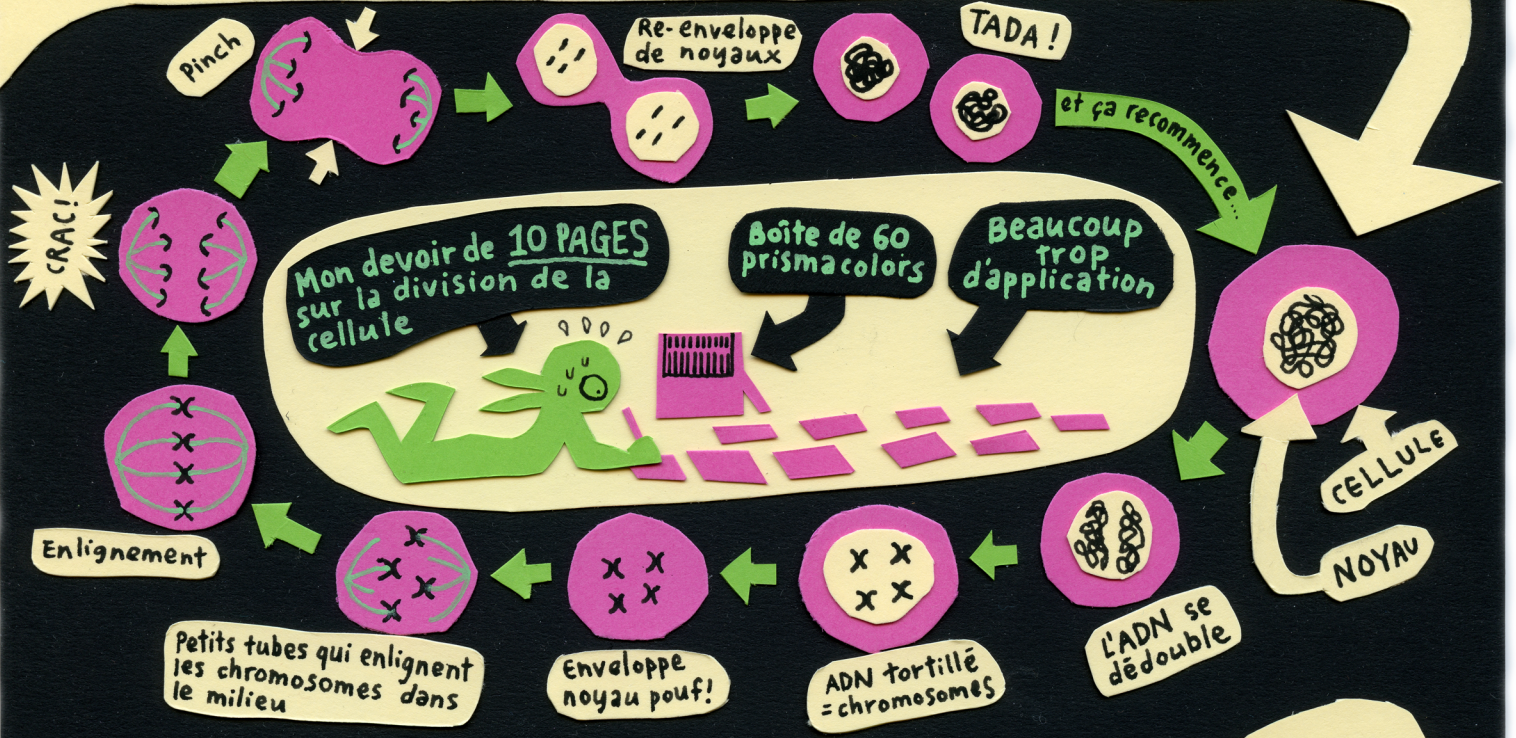 Pinch
Re-enveloppe
de noyaux
TADA !
et ça recommence...
CRAC!
Mon devoir de 10 PAGES
sur la division de la
cellule
Boîte de 60
prismacolors
Beaucoup
trop
d'application
CELLULE
NOYAU
L'ADN se
dédouble
ADN tortillé
=chromosomes
Enveloppe
noyau pouf!
Petits tubes qui enlignent
les chromosomes dans
le milieu
Enlignement